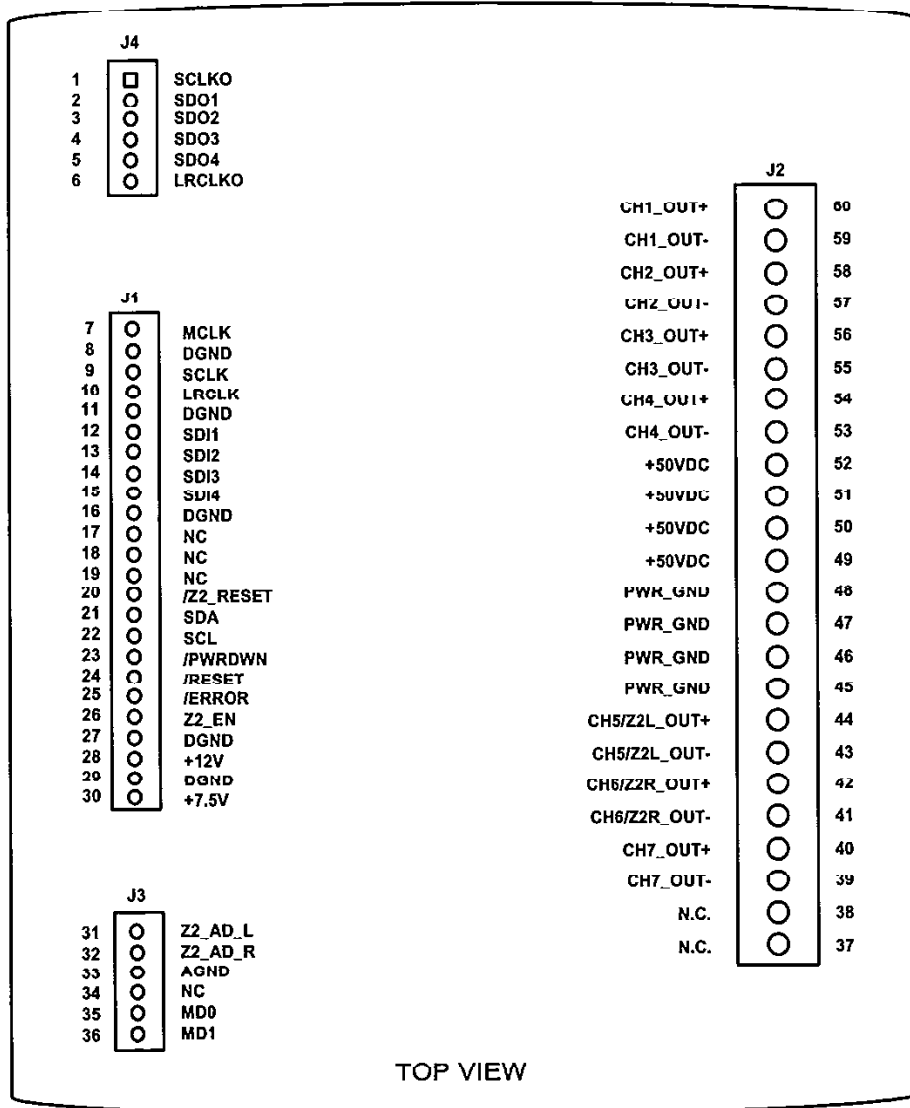 J4
1 SCLKO
2 SDO1
3 SDO2
4 SDO3
5 SDO4
6 LRCLKO
J1
7 MCLK
8 DGND
9 SCLK
10 LRCLK
11 DGND
12 SDI1
13 SDI2
14 SDI3
15 SDI4
16 DGND
17 NC
18 NC
19 NC
20 /Z2_RESET
21 SDA
22 SCL
23 /PWRDWN
24 /RESET
25 /ERROR
26 Z2_EN
27 DGND
28 +12V
29 DGND
30 +7.5V
J3
31 Z2_AD_L
32 Z2_AD_R
33 AGND
34 NC
35 MD0
36 MD1
J2
CH1_OUT+ 60
CH1_OUT- 59
CH2_OUT+ 58
CH2_OUT- 57
CH3_OUT+ 56
CH3_OUT- 55
CH4_OUT+ 54
CH4_OUT- 53
+50VDC 52
+50VDC 51
+50VDC 50
+50VDC 49
PWR_GND 48
PWR_GND 47
PWR_GND 46
PWR_GND 45
CH5/Z2L_OUT+ 44
CH5/Z2L_OUT- 43
CH6/Z2R_OUT+ 42
CH6/Z2R_OUT- 41
CH7_OUT+ 40
CH7_OUT- 39
N.C. 38
N.C. 37
TOP VIEW